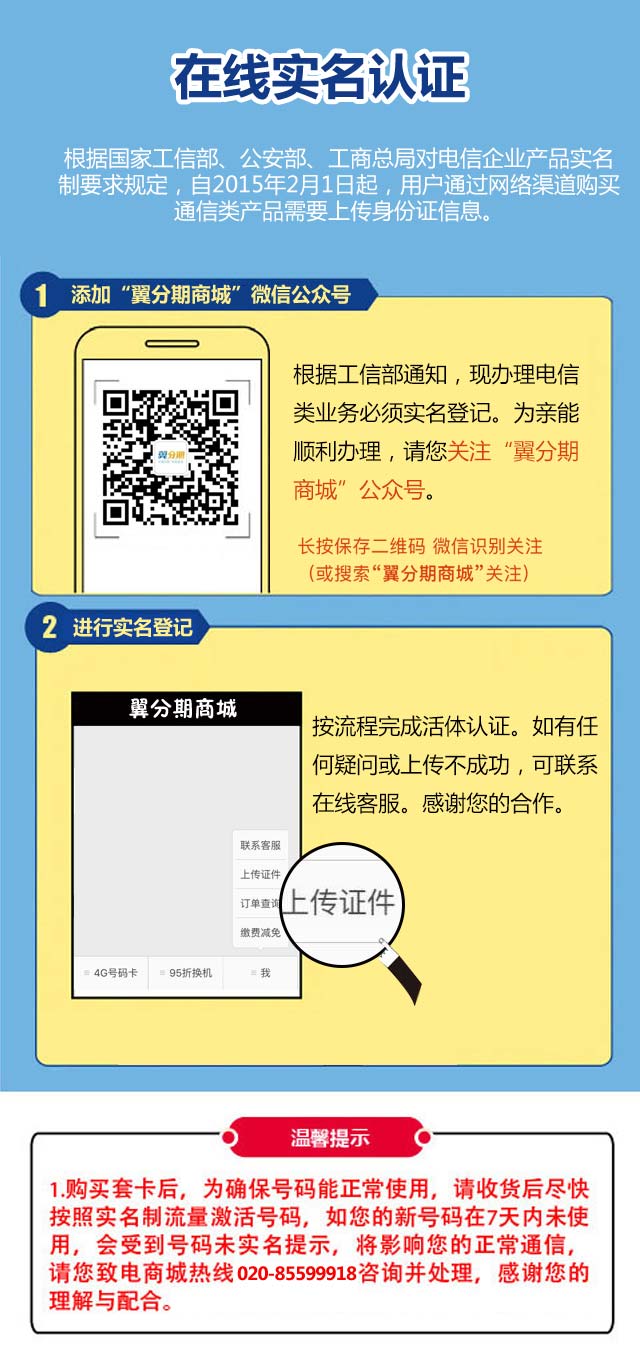 在线实名认证
根据国家工信部、公安部、工商总局对电信企业产品实名
制要求规定，自2015年2月1日起，用户通过网络渠道购买
通信类产品需要上传身份证信息。
1 添加“翼分期商城”微信公众号
翼分期
根据工信部通知，现办理电信
类业务必须实名登记。为亲能
顺利办理，请您关注“翼分期
商城”公众号。
长按保存二维码 微信识别关注
（或搜索“翼分期商城”关注）
2 进行实名登记
翼分期商城
按流程完成活体认证。如有任
何疑问或上传不成功，可联系
在线客服。感谢您的合作。
联系客服
上传证件
订单查询
缴费减免
上传证件
4G号码卡 95折换机 我
温馨提示
1.购买套卡后，为确保号码能正常使用，请收货后尽快
按照实名制流量激活号码，如您的新号码在7天内未使
用，会受到号码未实名提示，将影响您的正常通信，
请您致电商城热线020-85599918咨询并处理，感谢您的
理解与配合。